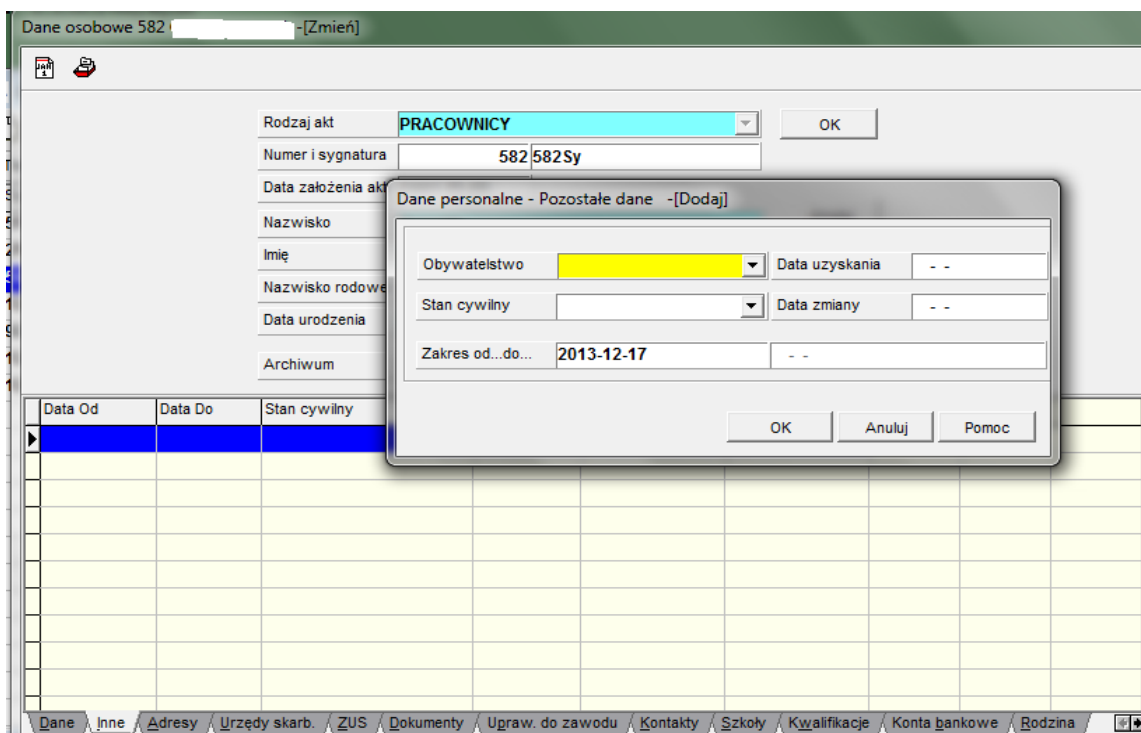 Dane osobowe 582 -[Zmień]
Rodzaj akt PRACOWNICY OK
Numer i sygnatura 582 582Sy
Data założenia akt
Nazwisko
Imię
Nazwisko rodowe
Data urodzenia
Archiwum
Dane personalne - Pozostałe dane -[Dodaj]
Obywatelstwo Data uzyskania - -
Stan cywilny Data zmiany - -
Zakres od...do... 2013-12-17 - -
OK Anuluj Pomoc
Data Od Data Do Stan cywilny
Dane Inne Adresy Urzędy skarb. ZUS Dokumenty Upraw. do zawodu Kontakty Szkoły Kwalifikacje Konta bankowe Rodzina